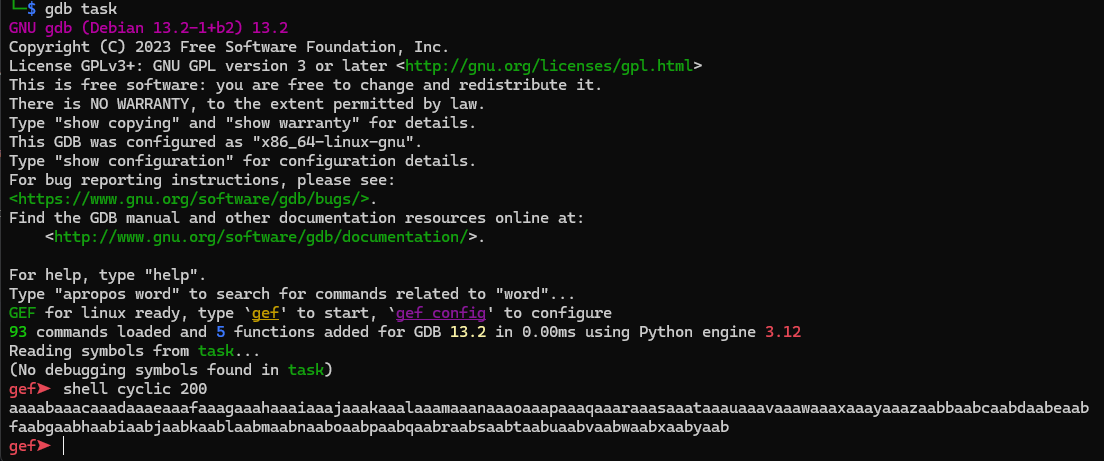 └─$ gdb task
GNU gdb (Debian 13.2-1+b2) 13.2
Copyright (C) 2023 Free Software Foundation, Inc.
License GPLv3+: GNU GPL version 3 or later <http://gnu.org/licenses/gpl.html>
This is free software: you are free to change and redistribute it.
There is NO WARRANTY, to the extent permitted by law.
Type "show copying" and "show warranty" for details.
This GDB was configured as "x86_64-linux-gnu".
Type "show configuration" for configuration details.
For bug reporting instructions, please see:
<https://www.gnu.org/software/gdb/bugs/>.
Find the GDB manual and other documentation resources online at:
    <http://www.gnu.org/software/gdb/documentation/>.

For help, type "help".
Type "apropos word" to search for commands related to "word"...
GEF for linux ready, type `gef' to start, `gef config' to configure
93 commands loaded and 5 functions added for GDB 13.2 in 0.00ms using Python engine 3.12
Reading symbols from task...
(No debugging symbols found in task)
gef➤  shell cyclic 200
aaaabaaacaaadaaaeaaafaaagaaahaaaiaaajaaakaaalaaamaaanaaaoaaapaaaqaaaraaasaaataaauaaavaaawaaaxaaayaaazaabbaabcaabdaabeaab
faabgaabhaabiaabjaabkaablaabmaabnaaboaabpaabqaabraabsaabtaabuaabvaabwaabxaabyaab
gef➤